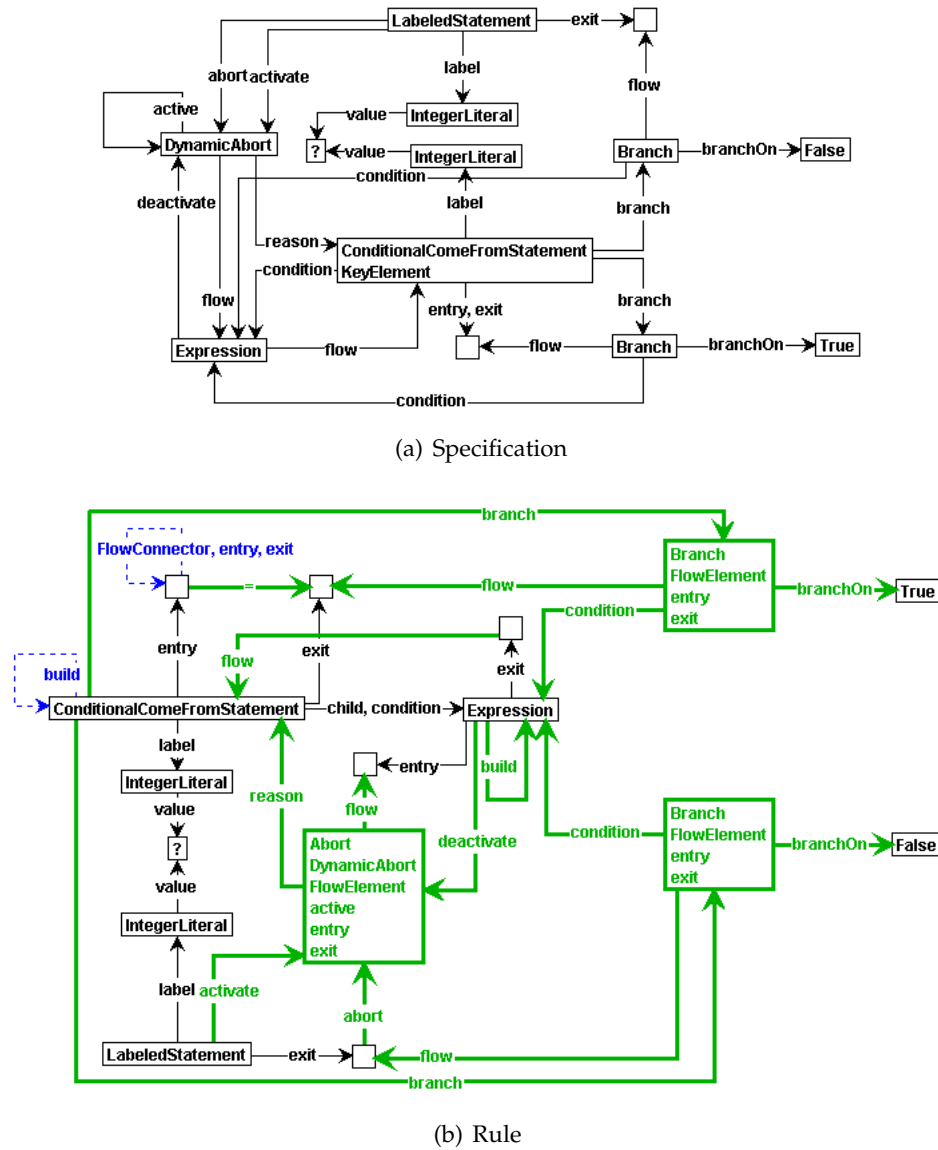 LabeledStatement
exit
abort
activate
label
flow
active
value
IntegerLiteral
DynamicAbort
?
value
IntegerLiteral
Branch
branchOn
False
condition
deactivate
label
branch
reason
ConditionalComeFromStatement
KeyElement
condition
flow
entry, exit
branch
Expression
flow
flow
Branch
branchOn
True
condition
(a) Specification
branch
FlowConnector, entry, exit
Branch
FlowElement
entry
exit
=
flow
branchOn
True
condition
entry
exit
flow
exit
build
ConditionalComeFromStatement
child, condition
Expression
label
entry
build
IntegerLiteral
reason
flow
value
Branch
FlowElement
entry
exit
condition
deactivate
branchOn
False
?
Abort
DynamicAbort
FlowElement
active
entry
exit
value
IntegerLiteral
label
activate
abort
LabeledStatement
exit
flow
branch
(b) Rule